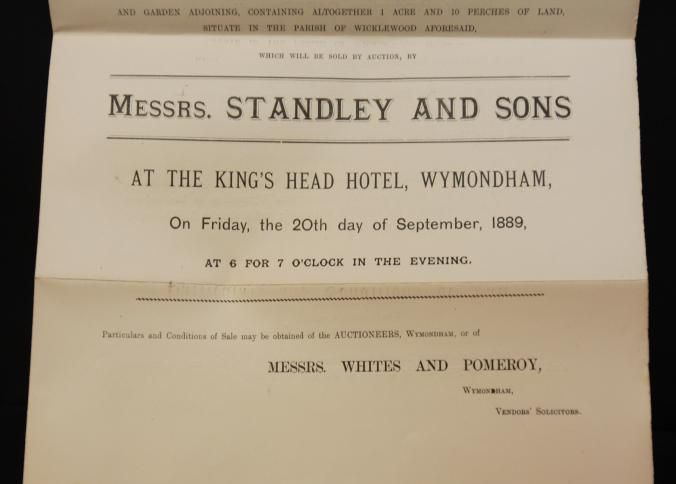 AND GARDEN ADJOINING, CONTAINING ALTOGETHER 1 ACRE AND 10 PERCHES OF LAND,
SITUATE IN THE PARISH OF WICKLEWOOD AFORESAID,
WHICH WILL BE SOLD BY AUCTION, BY
MESSRS. STANDLEY AND SONS
AT THE KING'S HEAD HOTEL, WYMONDHAM,
On Friday, the 20th day of September, 1889,
AT 6 FOR 7 O'CLOCK IN THE EVENING.
Particulars and Conditions of Sale may be obtained of the AUCTIONEERS, WYMONDHAM, or of
MESSRS. WHITES AND POMEROY,
WYMONDHAM,
VENDORS' SOLICITORS.